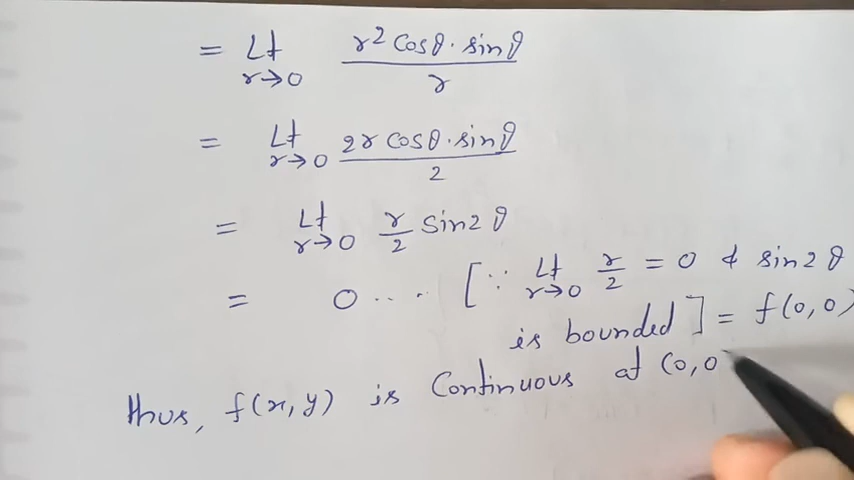 = Lt r→0 r² cosθ · sinθ / r
= Lt r→0 2r cosθ · sinθ / 2
= Lt r→0 r/2 sin2θ
= 0 ... [∵ Lt r→0 r/2 = 0 & sin2θ
is bounded] = f(0,0)
thus, f(x,y) is Continuous at (0,0